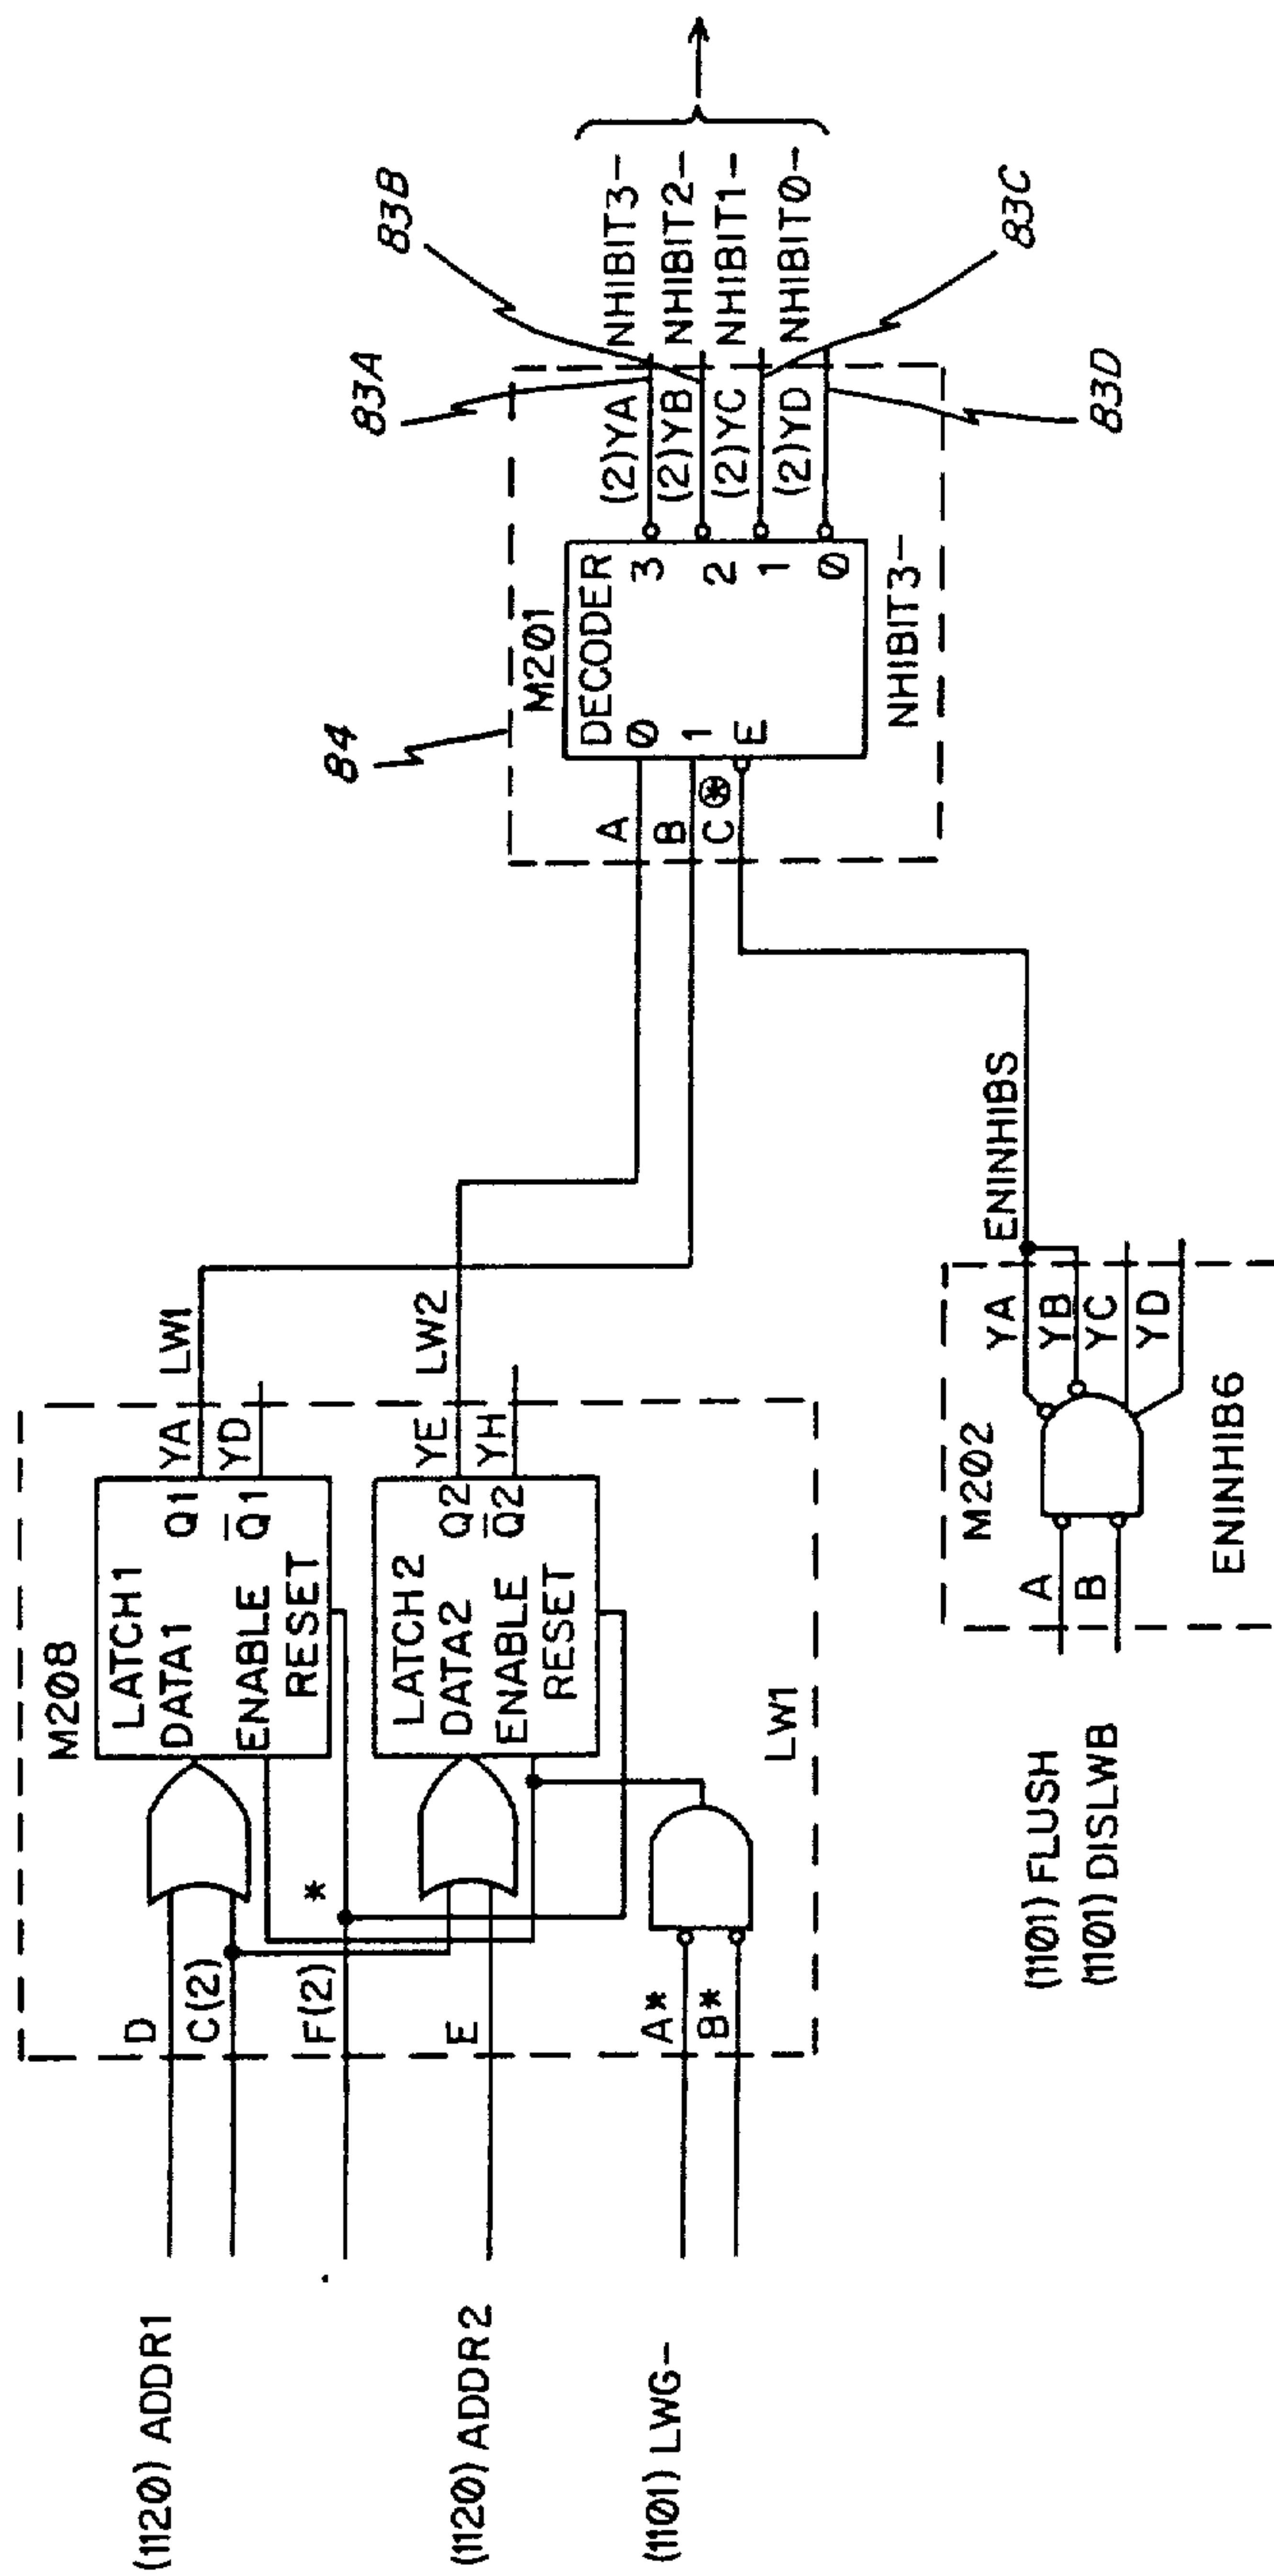 (1120) ADDR1
(1120) ADDR2
(1101) LWG-
D
C(2)
F(2)
*
E
A*
B*
M208
LATCH1
DATA1
Q1
Q̅1
ENABLE
RESET
YA
YD
LW1
LATCH2
DATA2
Q2
Q̅2
ENABLE
RESET
YE
YH
LW2
LW1
(1101) FLUSH
(1101) DISLWB
A
B
M202
YA
YB
YC
YD
ENINHIB6
ENINHIBS
84
M201
DECODER
A
B
C⊛
0
1
E
3
2
1
0
NHIBIT3-
(2)YA
(2)YB
(2)YC
(2)YD
83A
83B
83C
83D
NHIBIT3-
NHIBIT2-
NHIBIT1-
NHIBIT0-